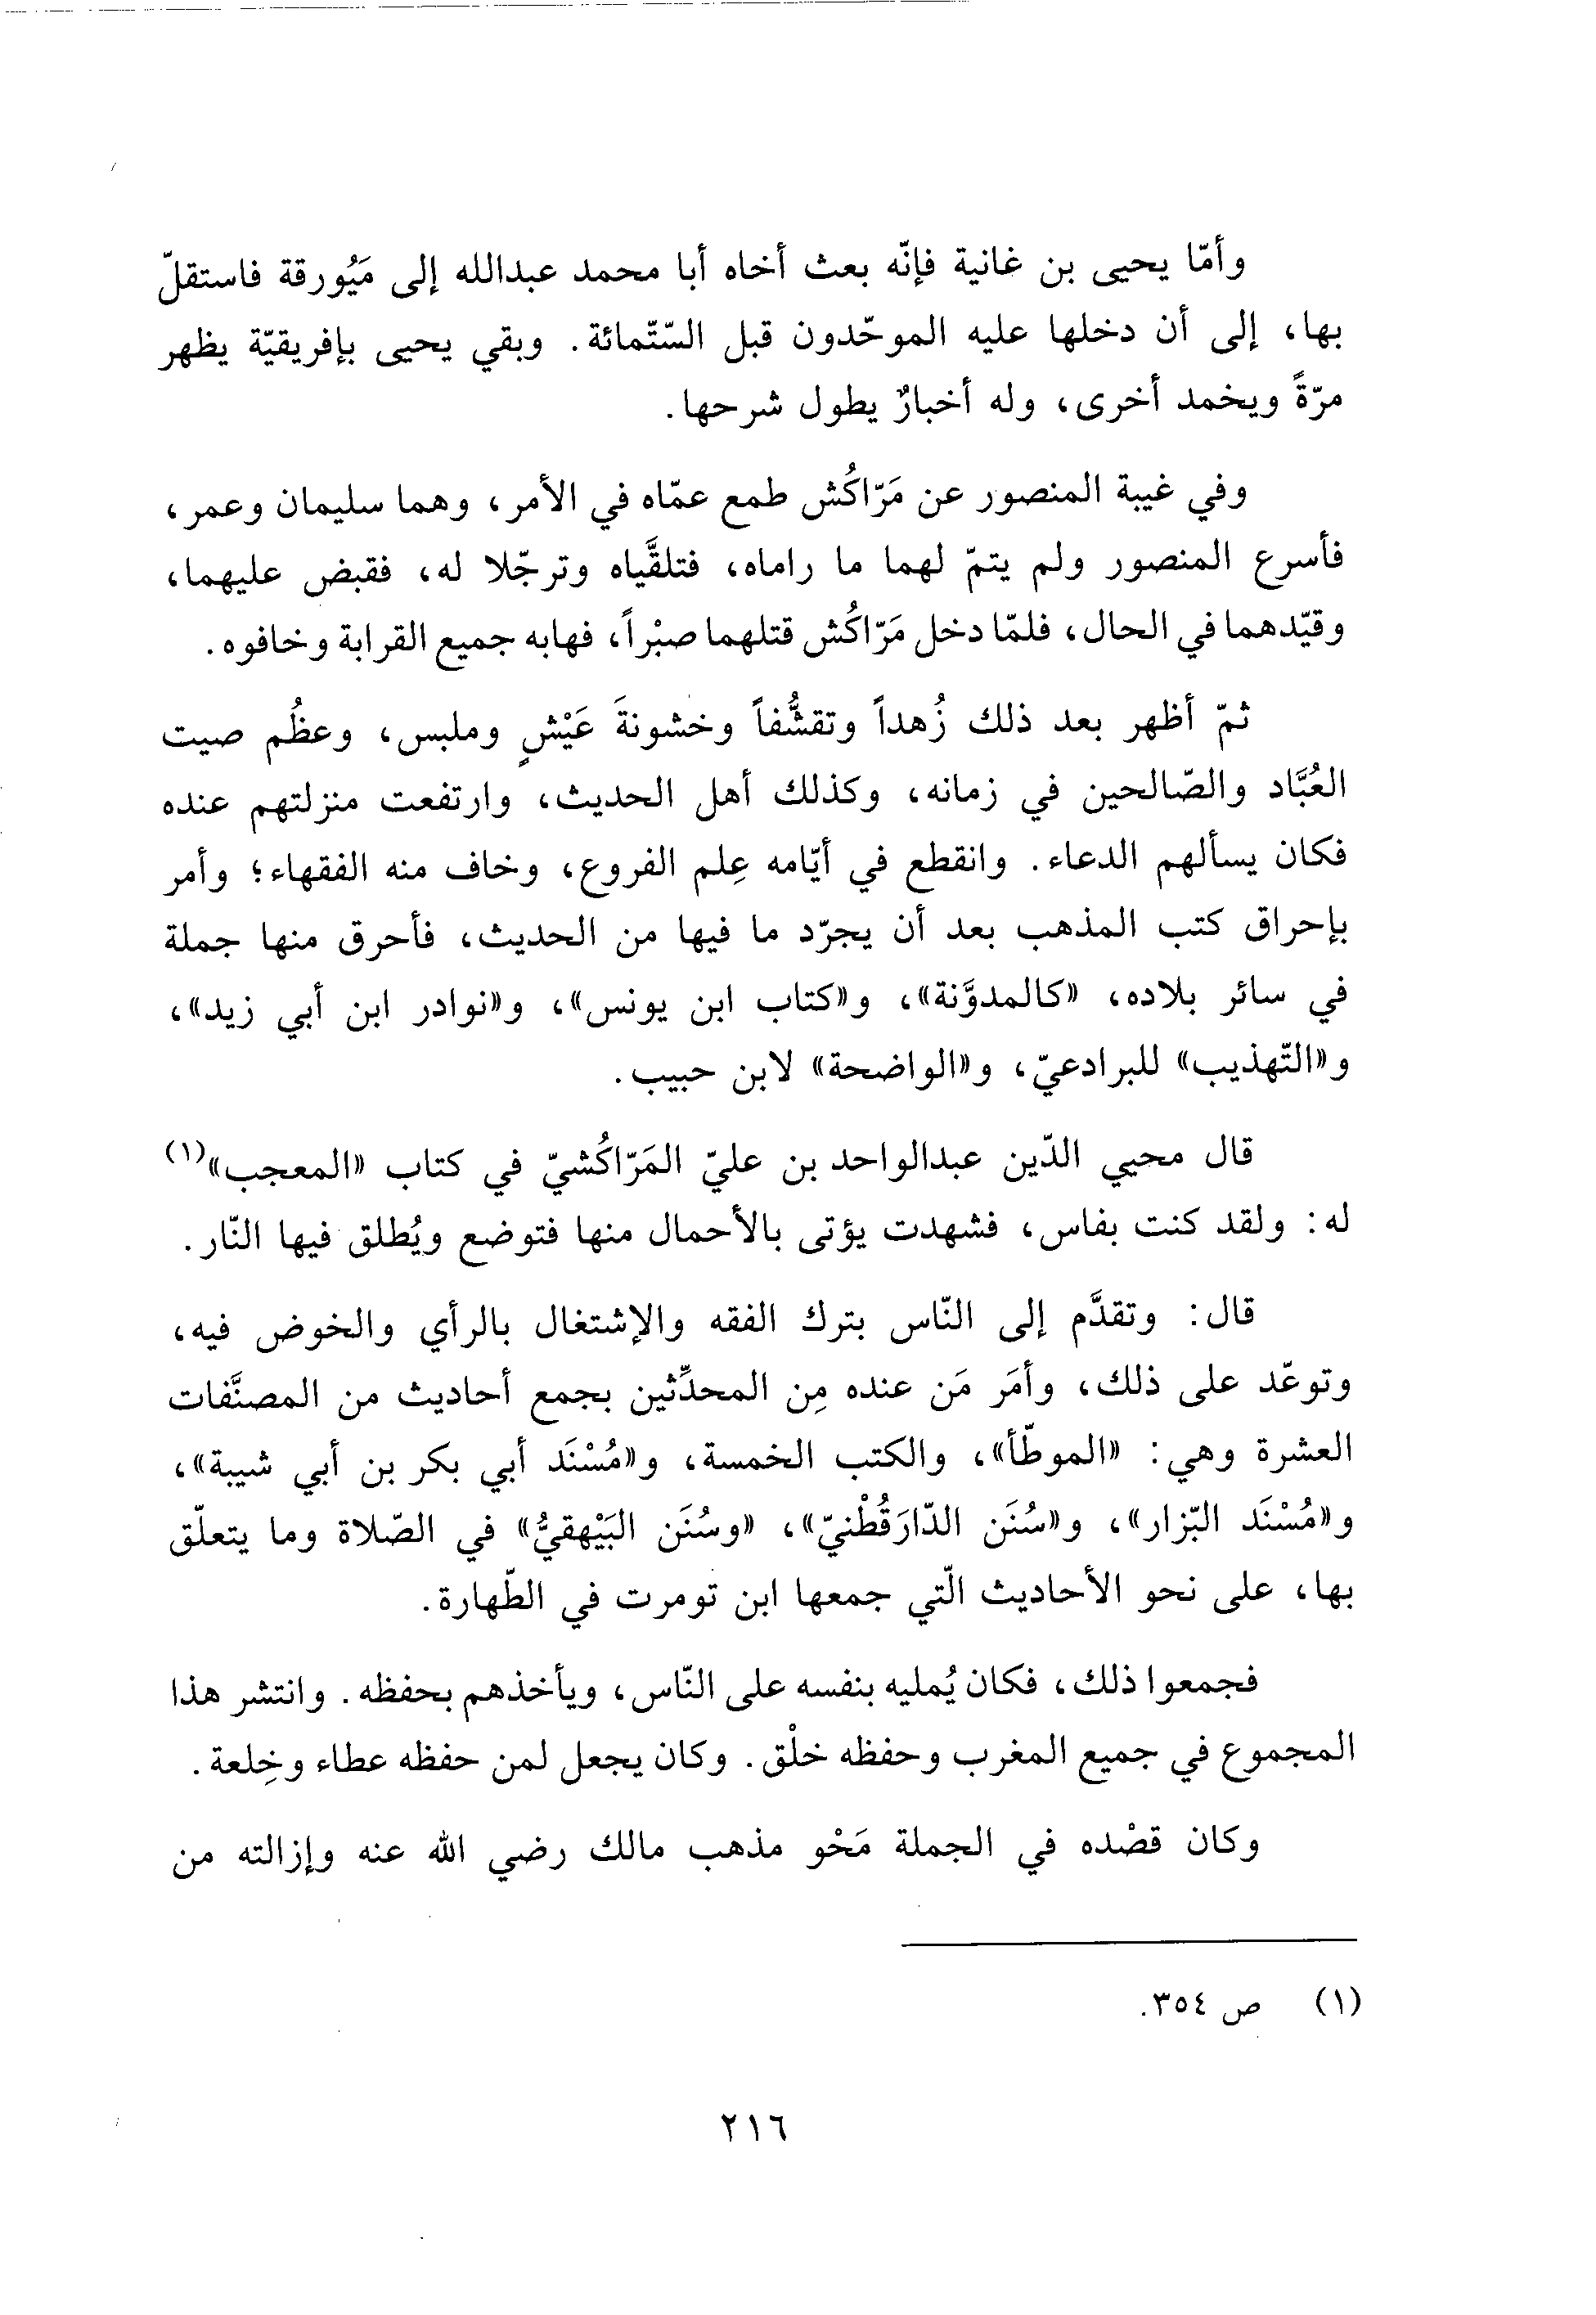 وأمّا يحيى بن غانية فإنّه بعث أخاه أبا محمد عبدالله إلى مَيُورقة فاستقلّ
بها، إلى أن دخلها عليه الموحّدون قبل السّتّمائة. وبقي يحيى بإفريقيّة يظهر
مرّةً ويخمد أخرى، وله أخبارٌ يطول شرحها.
وفي غيبة المنصور عن مَرّاكُش طمع عمّاه في الأمر، وهما سليمان وعمر،
فأسرع المنصور ولم يتمّ لهما ما راماه، فتلقَّياه وترجّلا له، فقبض عليهما،
وقيّدهما في الحال، فلمّا دخل مَرّاكُش قتلهما صبْراً، فهابه جميع القرابة وخافوه.
ثمّ أظهر بعد ذلك زُهداً وتقشُّفاً وخشونةَ عَيْشٍ وملبس، وعظُم صيت
العُبَّاد والصّالحين في زمانه، وكذلك أهل الحديث، وارتفعت منزلتهم عنده
فكان يسألهم الدعاء. وانقطع في أيّامه عِلم الفروع، وخاف منه الفقهاء؛ وأمر
بإحراق كتب المذهب بعد أن يجرّد ما فيها من الحديث، فأحرق منها جملة
في سائر بلاده، «كالمدوَّنة»، و«كتاب ابن يونس»، و«نوادر ابن أبي زيد»،
و«التّهذيب» للبرادعيّ، و«الواضحة» لابن حبيب.
قال محيي الدّين عبدالواحد بن عليّ المَرّاكُشيّ في كتاب «المعجب»(١)
له: ولقد كنت بفاس، فشهدت يؤتى بالأحمال منها فتوضع ويُطلق فيها النّار.
قال: وتقدَّم إلى النّاس بترك الفقه والإشتغال بالرأي والخوض فيه،
وتوعّد على ذلك، وأمَر مَن عنده مِن المحدِّثين بجمع أحاديث من المصنَّفات
العشرة وهي: «الموطّأ»، والكتب الخمسة، و«مُسْنَد أبي بكر بن أبي شيبة»،
و«مُسْنَد البّزار»، و«سُنَن الدّارَقُطْنيّ»، «وسُنَن البَيْهقيُّ» في الصّلاة وما يتعلّق
بها، على نحو الأحاديث الّتي جمعها ابن تومرت في الطّهارة.
فجمعوا ذلك، فكان يُمليه بنفسه على النّاس، ويأخذهم بحفظه. وانتشر هذا
المجموع في جميع المغرب وحفظه خلْق. وكان يجعل لمن حفظه عطاء وخِلعة.
وكان قصْده في الجملة مَحْو مذهب مالك رضي الله عنه وإزالته من
(١) ص ٣٥٤.
٢١٦